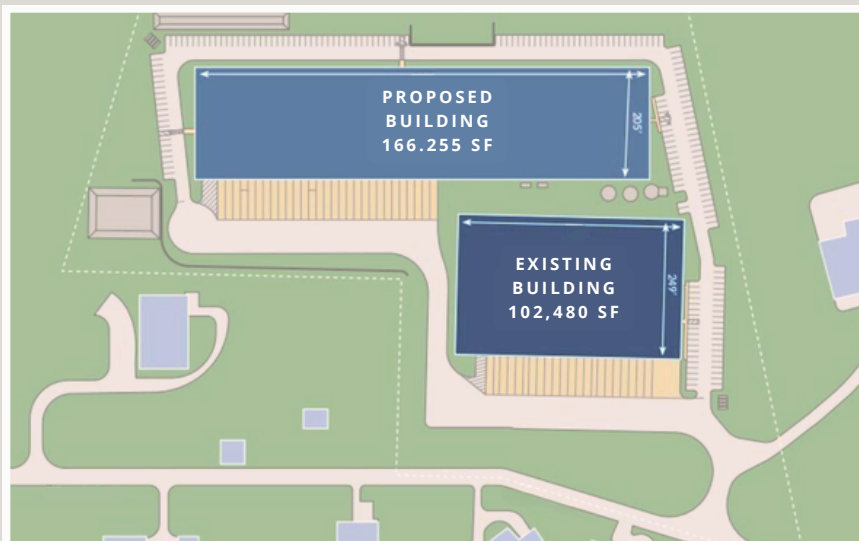 PROPOSED
BUILDING
166.255 SF
205'
EXISTING
BUILDING
102,480 SF
249'